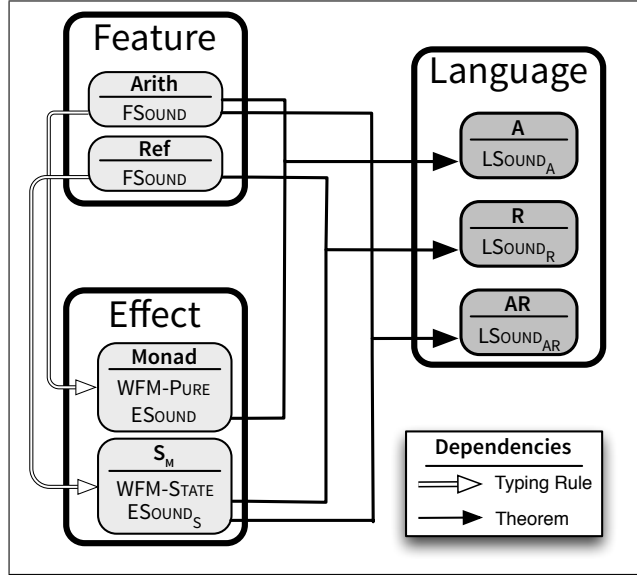 Feature
Arith
FSOUND
Ref
FSOUND
Effect
Monad
WFM-PURE
ESOUND
S_M
WFM-STATE
ESOUND_S
Language
A
LSOUND_A
R
LSOUND_R
AR
LSOUND_AR
Dependencies
Typing Rule
Theorem